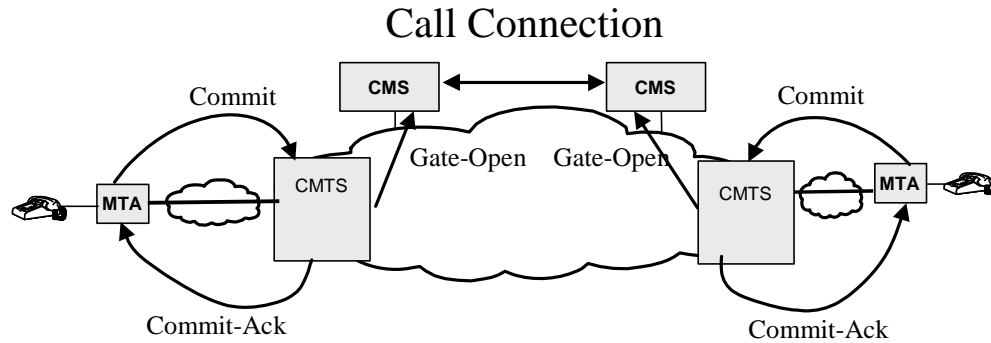 Call Connection
CMS
CMS
Commit
Commit
Gate-Open
Gate-Open
CMTS
CMTS
MTA
MTA
Commit-Ack
Commit-Ack